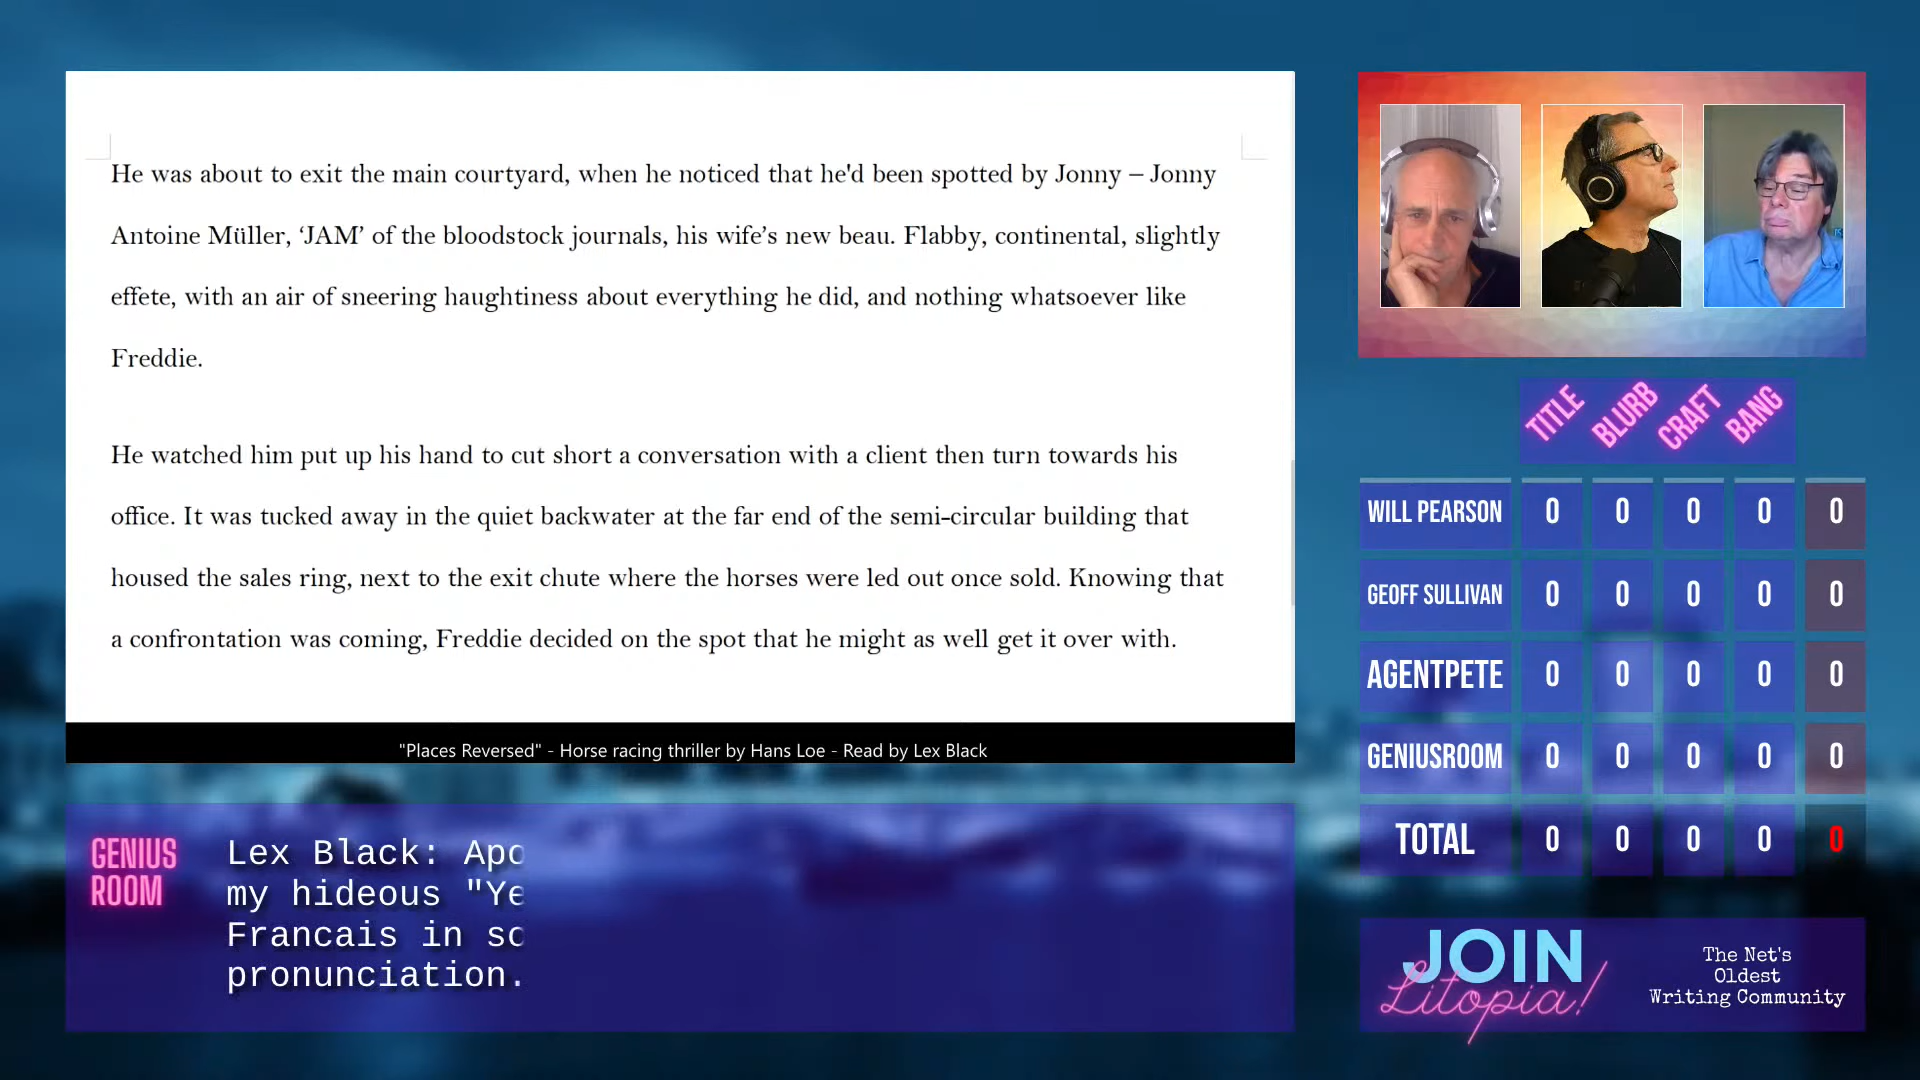 He was about to exit the main courtyard, when he noticed that he'd been spotted by Jonny – Jonny
Antoine Müller, ‘JAM’ of the bloodstock journals, his wife’s new beau. Flabby, continental, slightly
effete, with an air of sneering haughtiness about everything he did, and nothing whatsoever like
Freddie.
He watched him put up his hand to cut short a conversation with a client then turn towards his
office. It was tucked away in the quiet backwater at the far end of the semi-circular building that
housed the sales ring, next to the exit chute where the horses were led out once sold. Knowing that
a confrontation was coming, Freddie decided on the spot that he might as well get it over with.
"Places Reversed" - Horse racing thriller by Hans Loe - Read by Lex Black
GENIUS
ROOM
Lex Black:
my hideous
Francais in
pronunciation.
TITLE BLURB CRAFT BANG
WILL PEARSON 0 0 0 0 0
GEOFF SULLIVAN 0 0 0 0 0
AGENTPETE 0 0 0 0 0
GENIUSROOM 0 0 0 0 0
TOTAL 0 0 0 0 0
JOIN
Litopia!
The Net's
Oldest
Writing Community